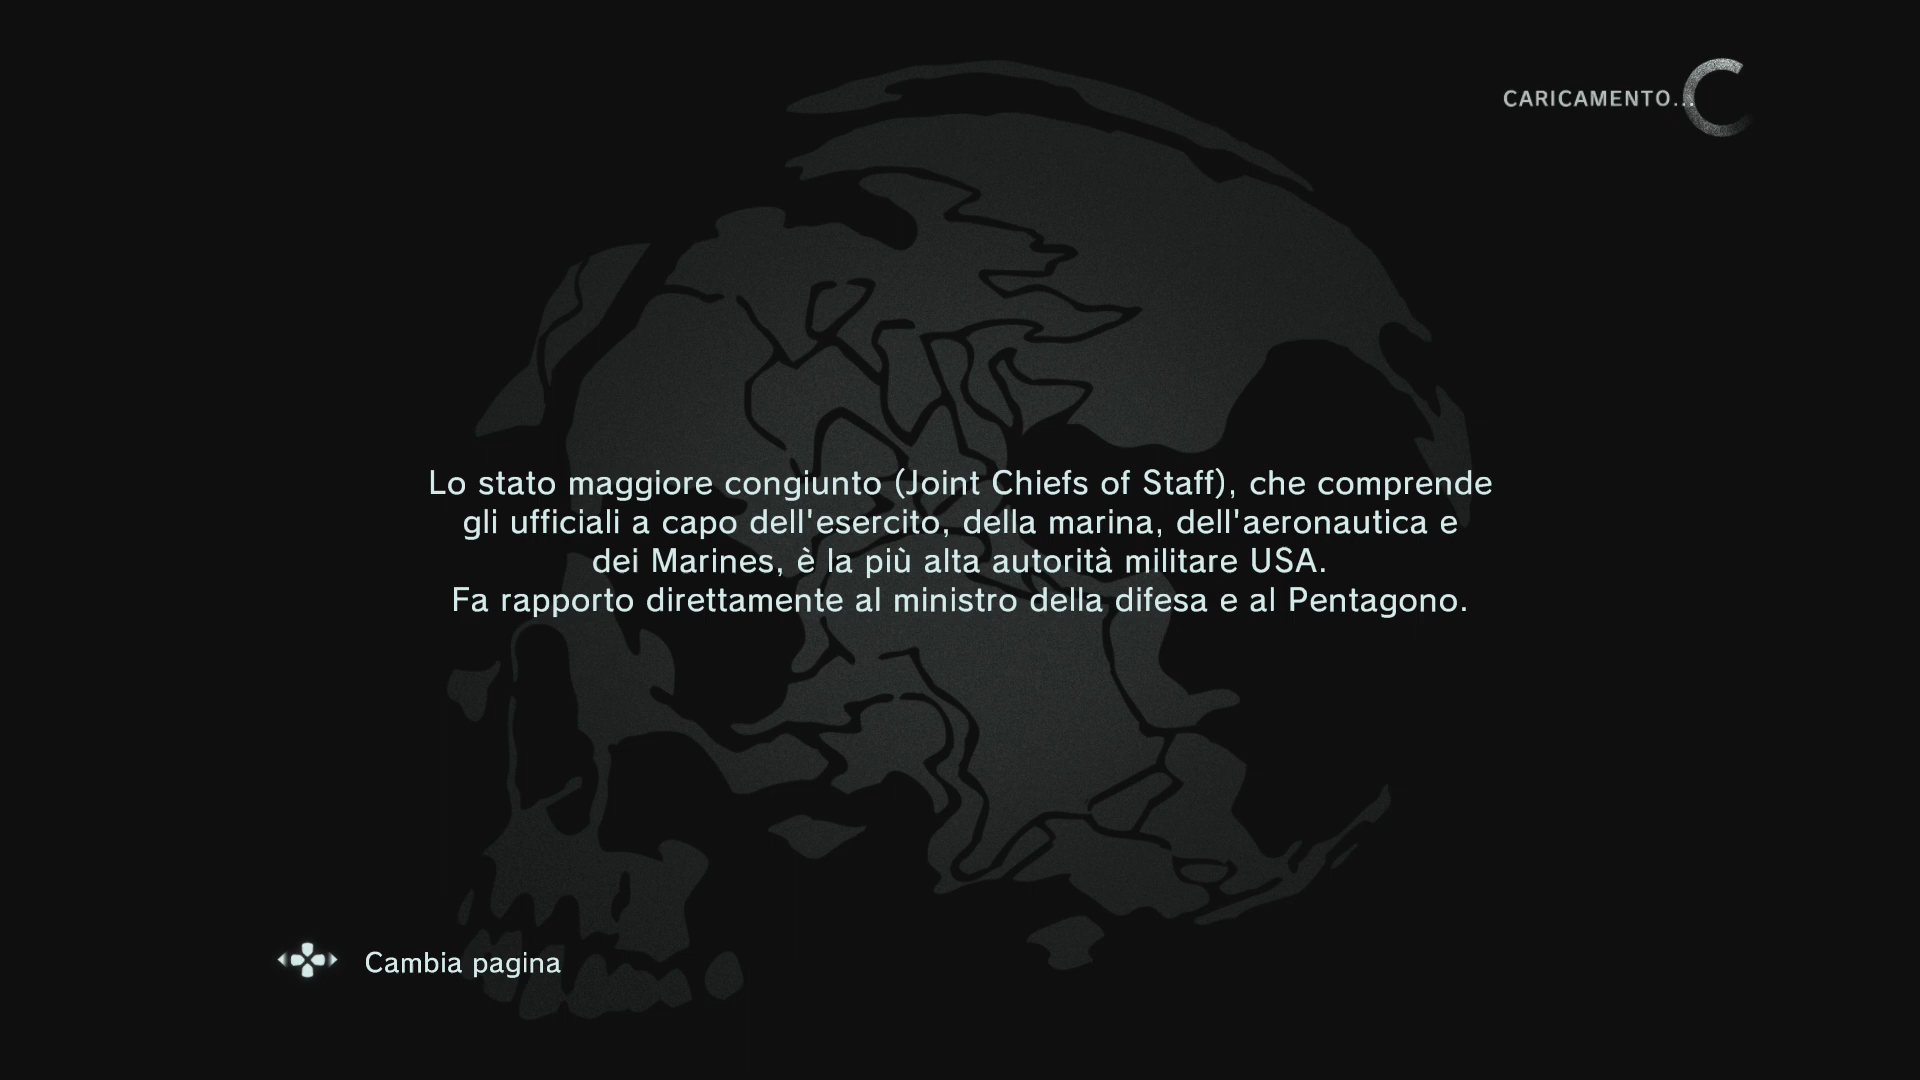 CARICAMENTO...
Lo stato maggiore congiunto (Joint Chiefs of Staff), che comprende
gli ufficiali a capo dell'esercito, della marina, dell'aeronautica e
dei Marines, è la più alta autorità militare USA.
Fa rapporto direttamente al ministro della difesa e al Pentagono.
Cambia pagina